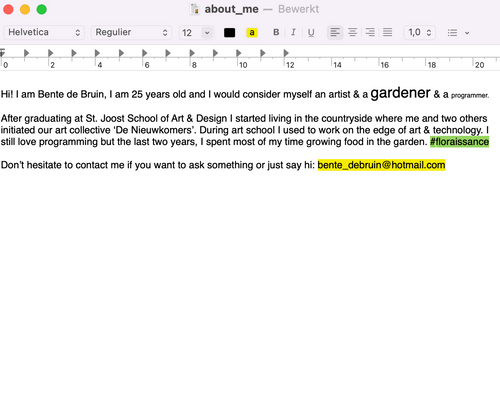 about_me — Bewerkt
Helvetica Regulier 12 a B I U 1,0
0 2 4 6 8 10 12 14 16 18 20
Hi! I am Bente de Bruin, I am 25 years old and I would consider myself an artist & a gardener & a programmer.
After graduating at St. Joost School of Art & Design I started living in the countryside where me and two others
initiated our art collective ‘De Nieuwkomers’. During art school I used to work on the edge of art & technology. I
still love programming but the last two years, I spent most of my time growing food in the garden. #floraissance
Don’t hesitate to contact me if you want to ask something or just say hi: bente_debruin@hotmail.com